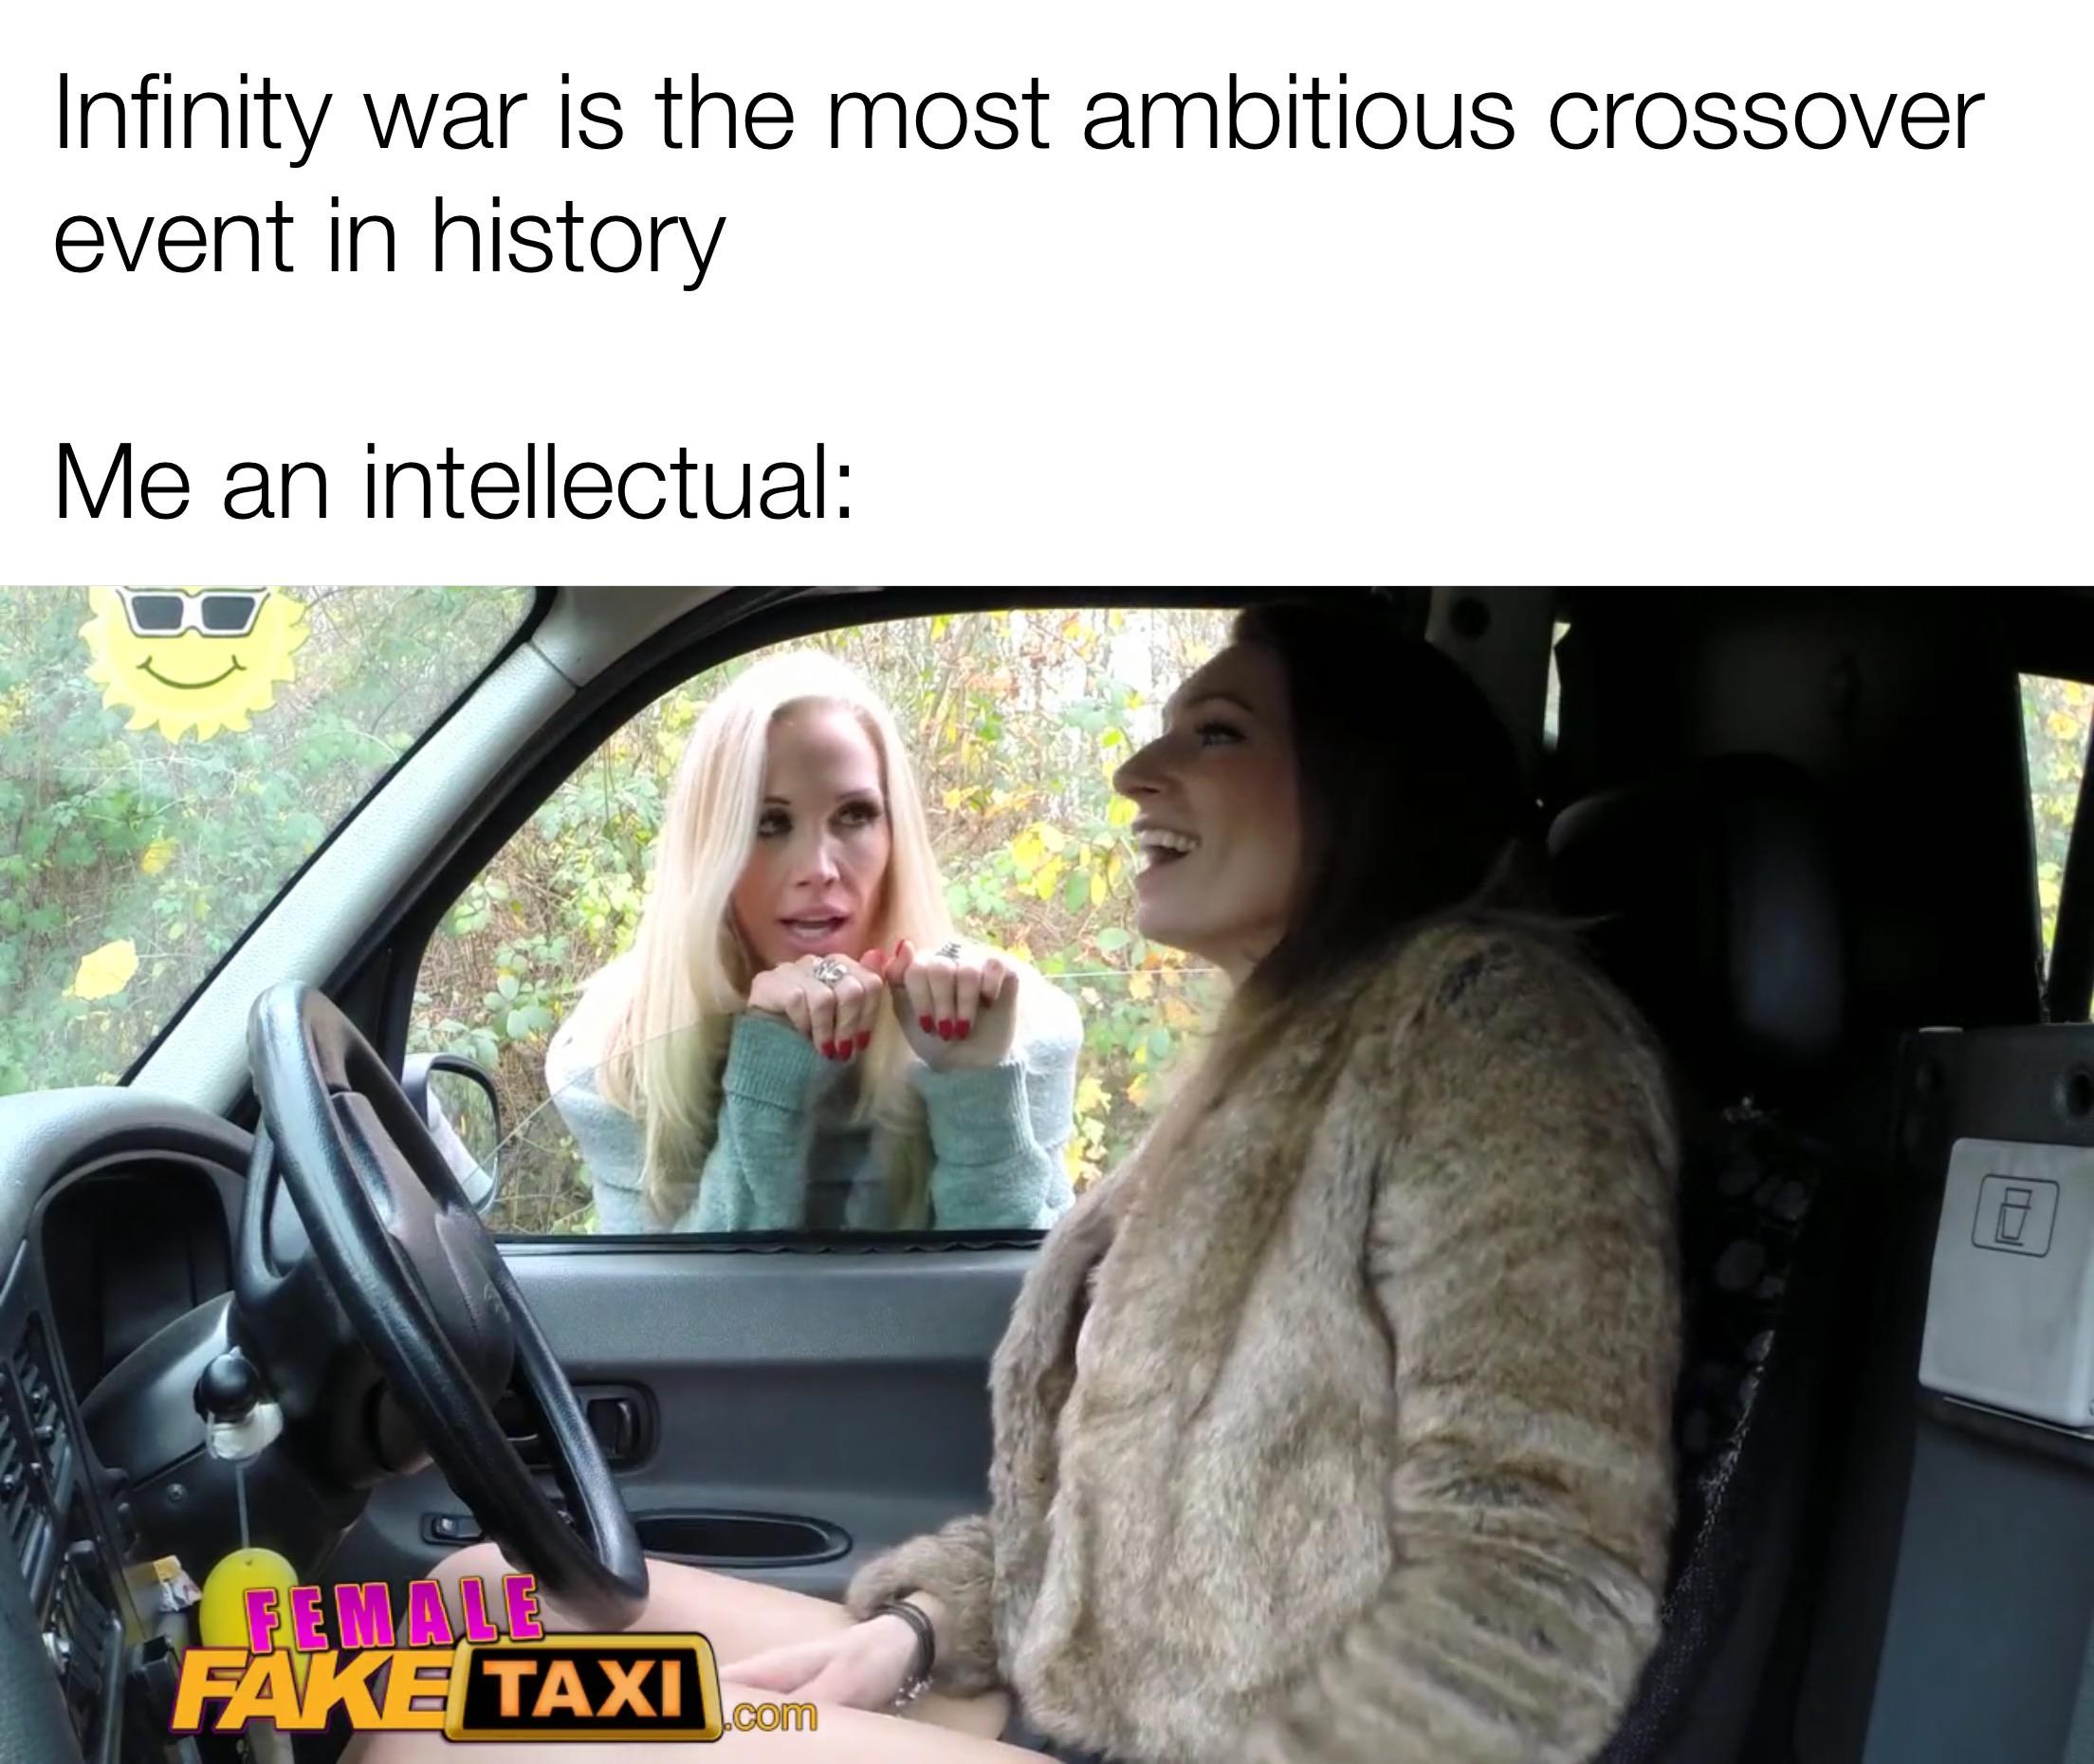 Infinity war is the most ambitious crossover
event in history
Me an intellectual:
FEMALE
FAKE TAXI .com